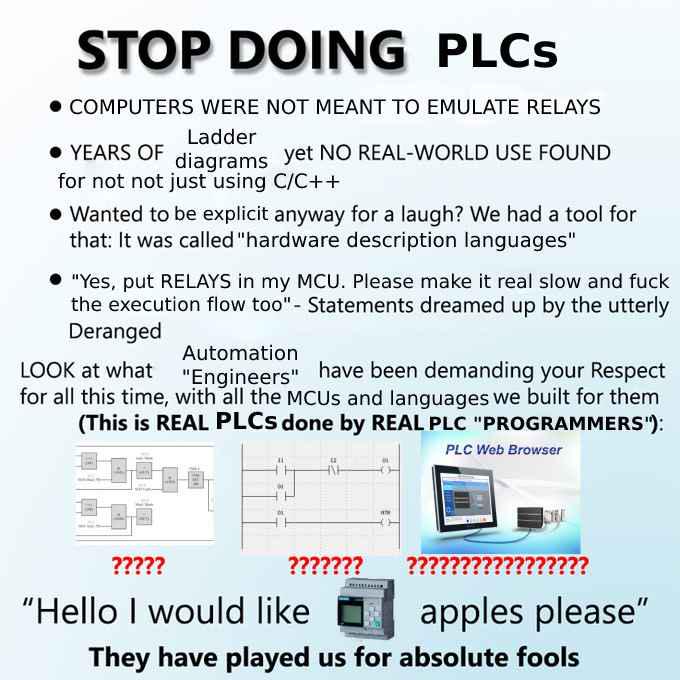 STOP DOING PLCs
● COMPUTERS WERE NOT MEANT TO EMULATE RELAYS
● YEARS OF Ladder diagrams yet NO REAL-WORLD USE FOUND
for not not just using C/C++
● Wanted to be explicit anyway for a laugh? We had a tool for
that: It was called "hardware description languages"
● "Yes, put RELAYS in my MCU. Please make it real slow and fuck
the execution flow too" - Statements dreamed up by the utterly
Deranged
LOOK at what Automation "Engineers" have been demanding your Respect
for all this time, with all the MCUs and languages we built for them
(This is REAL PLCs done by REAL PLC "PROGRAMMERS"):
PLC Web Browser
????? ??????? ????????????????
“Hello I would like apples please”
They have played us for absolute fools